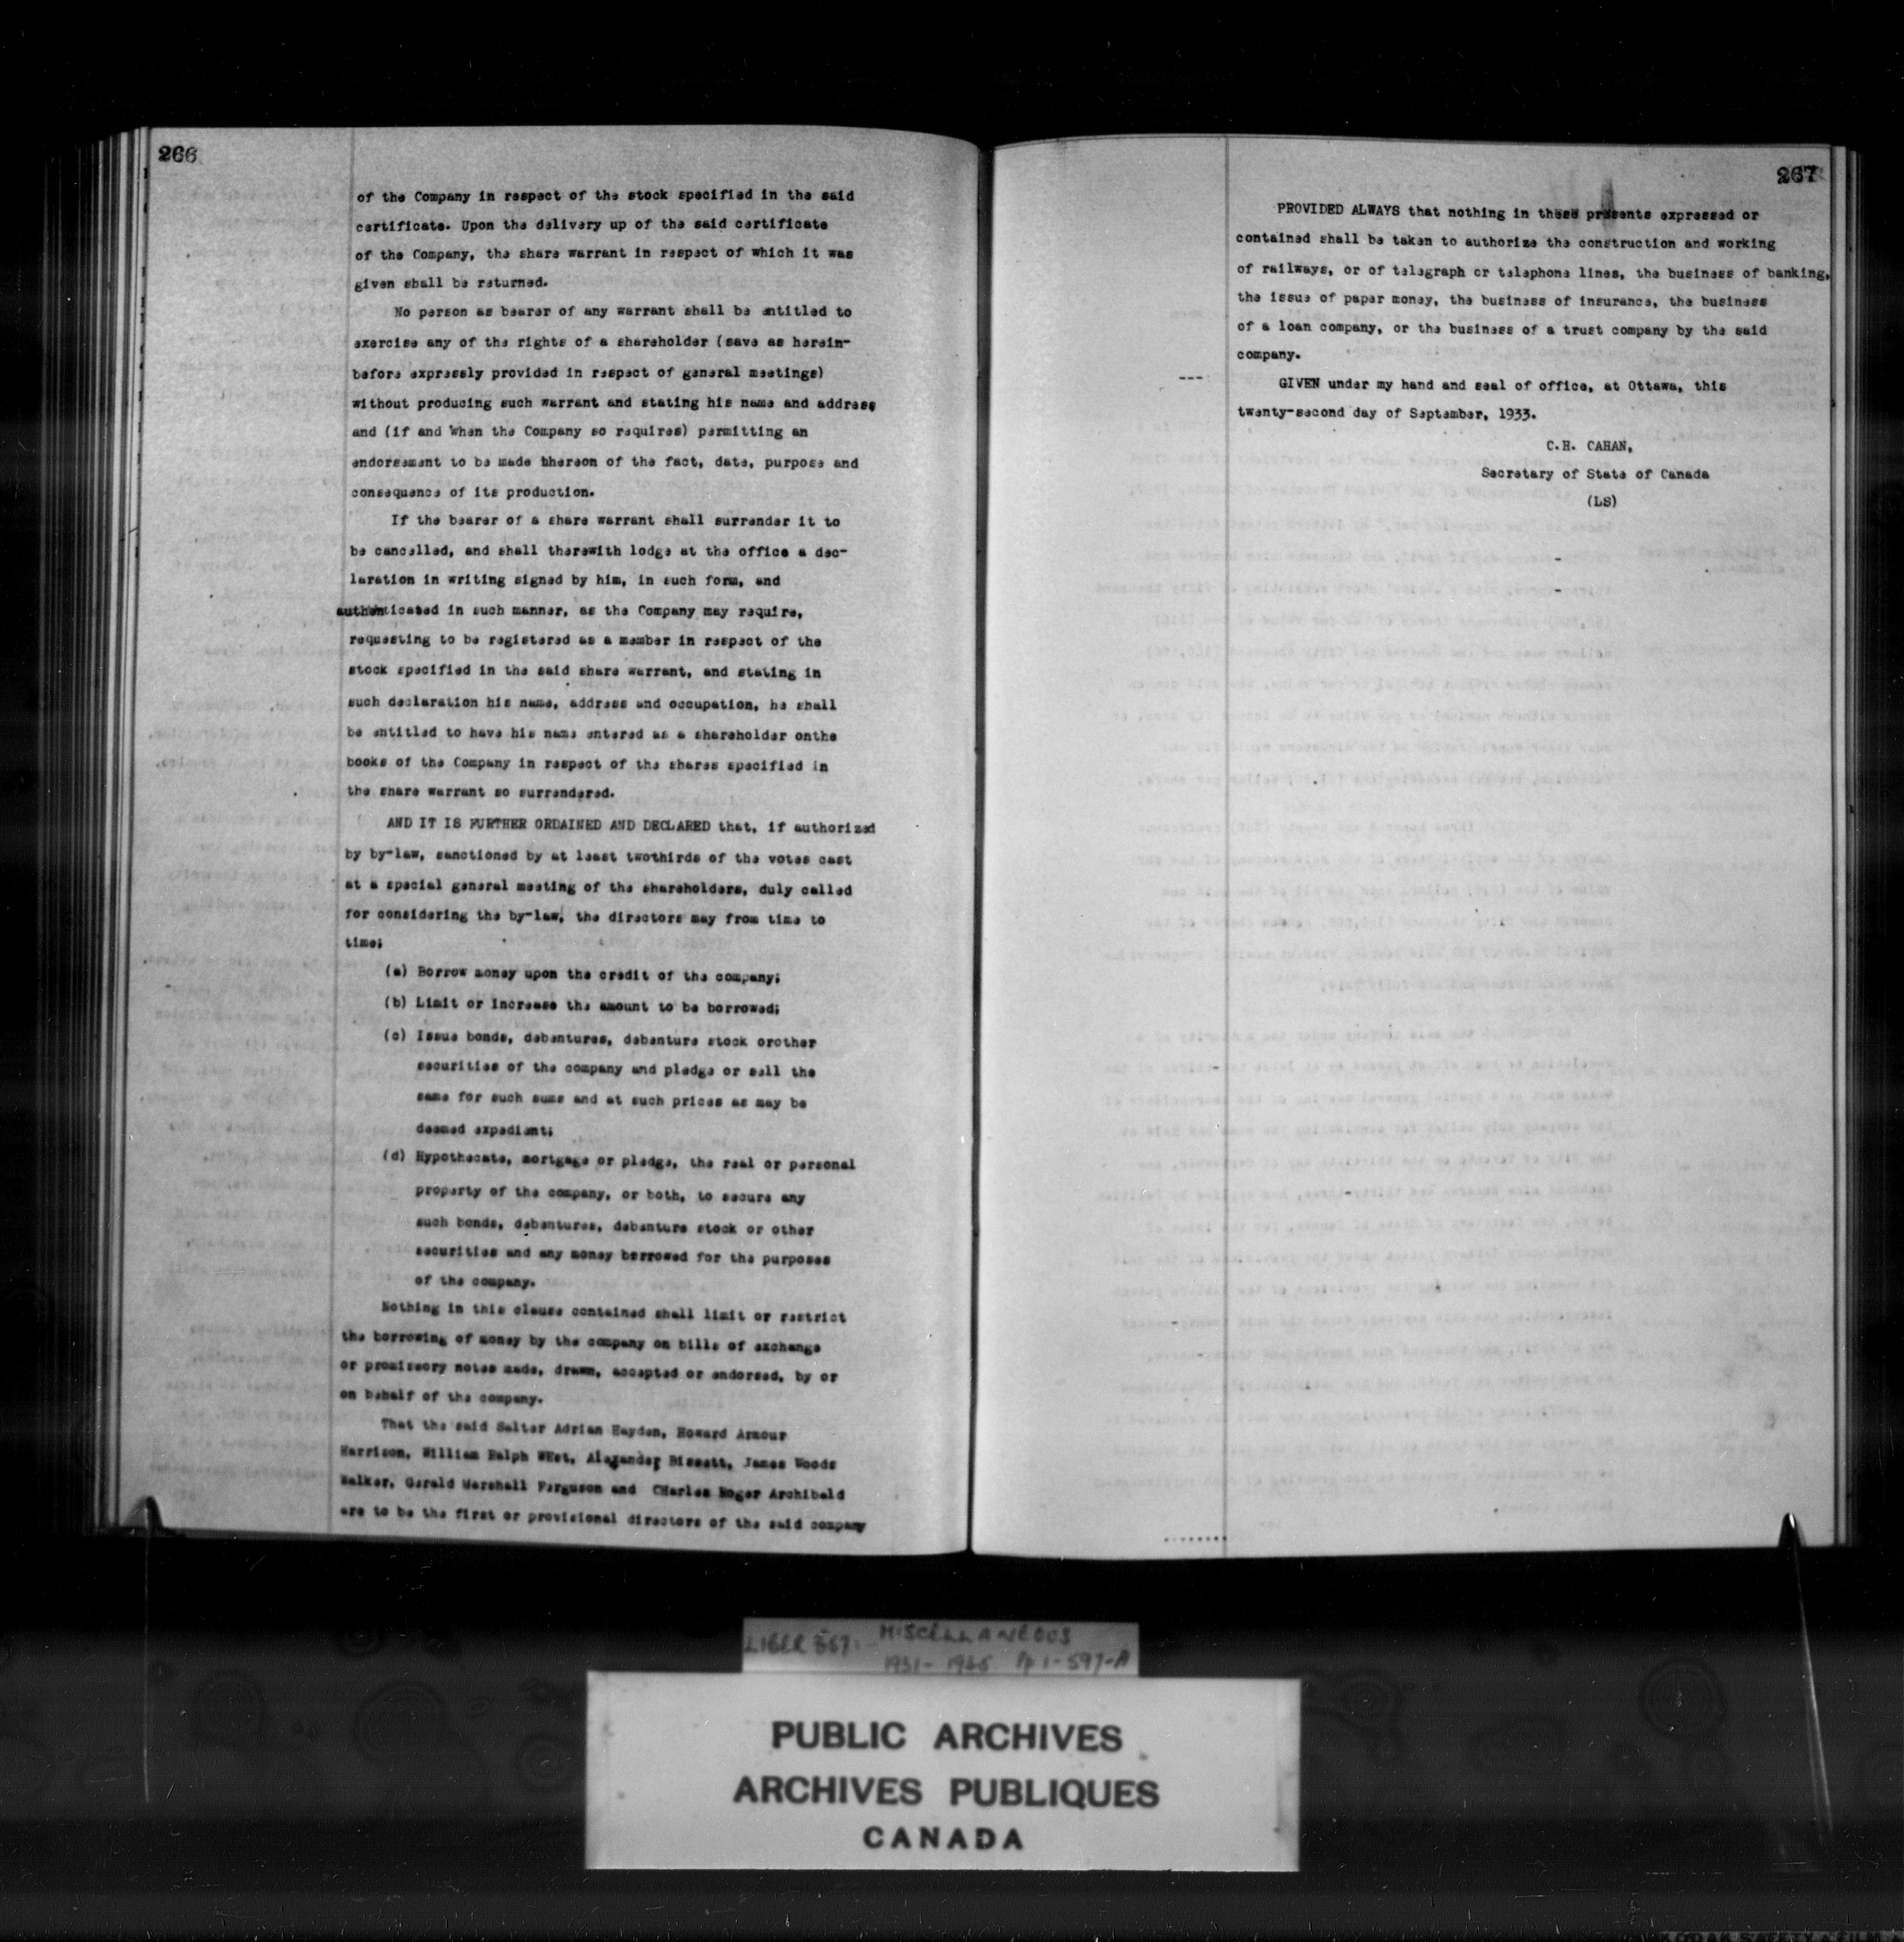 266
of the Company in respect of the stock specified in the said
certificate. Upon the delivery up of the said certificate
of the Company, the share warrant in respect of which it was
given shall be returned.
No person as bearer of any warrant shall be entitled to
exercise any of the rights of a shareholder (save as herein-
before expressly provided in respect of general meetings)
without producing such warrant and stating his name and address
and (if and when the Company so requires) permitting an
endorsement to be made thereon of the fact, date, purpose and
consequence of its production.
If the bearer of a share warrant shall surrender it to
be cancelled, and shall therewith lodge at the office a dec-
laration in writing signed by him, in such form, and
authenticated in such manner, as the Company may require,
requesting to be registered as a member in respect of the
stock specified in the said share warrant, and stating in
such declaration his name, address and occupation, he shall
be entitled to have his name entered as a shareholder onthe
books of the Company in respect of the shares specified in
the share warrant so surrendered.
AND IT IS FURTHER ORDAINED AND DECLARED that, if authorized
by by-law, sanctioned by at least twothirds of the votes cast
at a special general meeting of the shareholders, duly called
for considering the by-law, the directors may from time to
time;
(a) Borrow money upon the credit of the company;
(b) Limit or increase the amount to be borrowed;
(c) Issue bonds, debentures, debenture stock orother
securities of the company and pledge or sell the
same for such sums and at such prices as may be
deemed expedient;
(d) Hypothecate, mortgage or pledge, the real or personal
property of the company, or both, to secure any
such bonds, debentures, debenture stock or other
securities and any money borrowed for the purposes
of the company.
Nothing in this clause contained shall limit or restrict
the borrowing of money by the company on bills of exchange
or promissory notes made, drawn, accepted or endorsed, by or
on behalf of the company.
That the said Salter Adrian Hayden, Howard Armour
Harrison, William Ralph WEst, Alexander Bissett, James Woods
Walker, Gerald Marshall Ferguson and CHarles Roger Archibald
are to be the first or provisional directors of the said company
267
PROVIDED ALWAYS that nothing in these presents expressed or
contained shall be taken to authorize the construction and working
of railways, or of telegraph or telephone lines, the business of banking,
the issue of paper money, the business of insurance, the business
of a loan company, or the business of a trust company by the said
company.
GIVEN under my hand and seal of office, at Ottawa, this
twenty-second day of September, 1933.
C.H. CAHAN,
Secretary of State of Canada
(LS)
LIBER 367:- MISCELLANEOUS
1931- Pp 1-597-A
PUBLIC ARCHIVES
ARCHIVES PUBLIQUES
CANADA